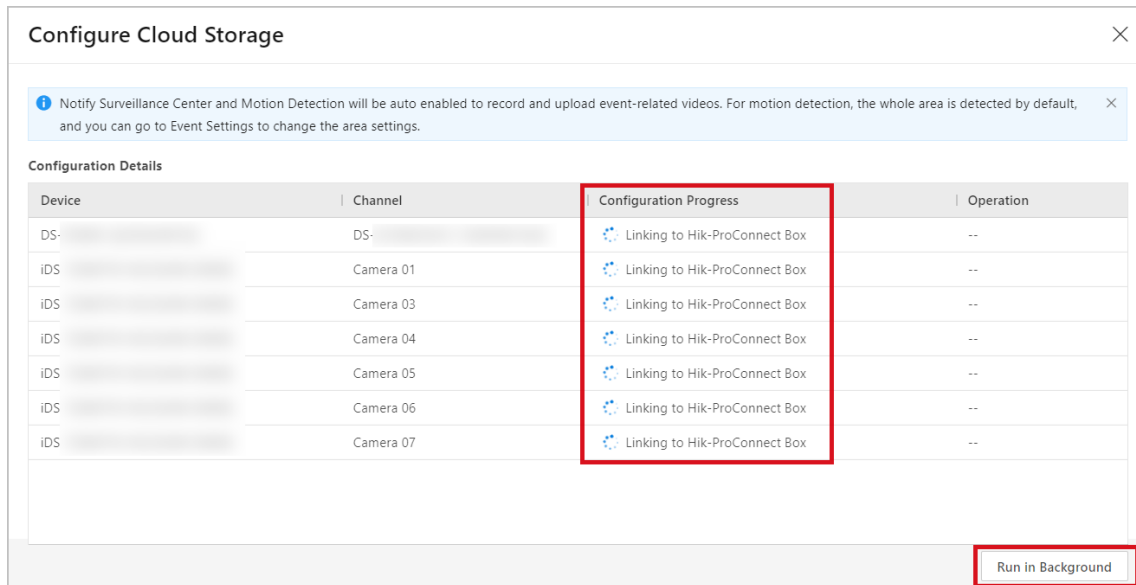 Configure Cloud Storage
Notify Surveillance Center and Motion Detection will be auto enabled to record and upload event-related videos. For motion detection, the whole area is detected by default,
and you can go to Event Settings to change the area settings.
Configuration Details
Device Channel Configuration Progress Operation
DS- DS- Linking to Hik-ProConnect Box --
iDS Camera 01 Linking to Hik-ProConnect Box --
iDS Camera 03 Linking to Hik-ProConnect Box --
iDS Camera 04 Linking to Hik-ProConnect Box --
iDS Camera 05 Linking to Hik-ProConnect Box --
iDS Camera 06 Linking to Hik-ProConnect Box --
iDS Camera 07 Linking to Hik-ProConnect Box --
Run in Background